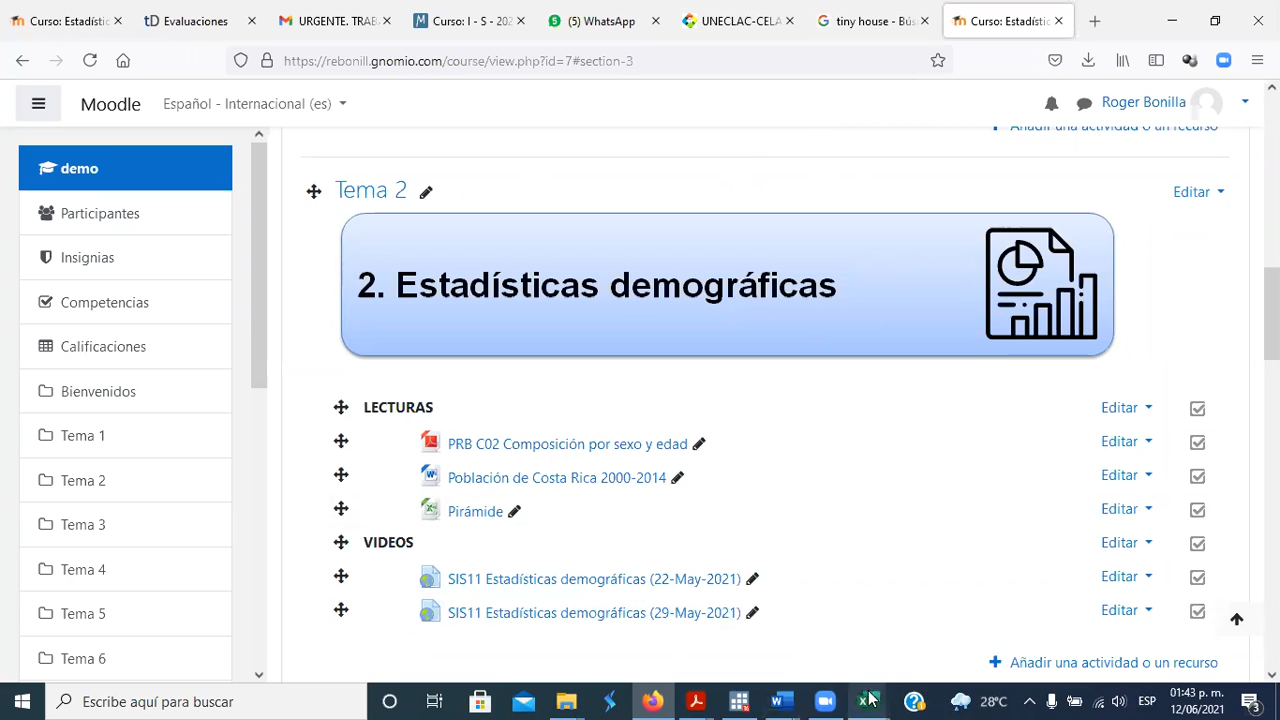 Curso: Estadíst
Evaluaciones
URGENTE. TRAB
Curso: I - S - 202
(5) WhatsApp
UNECLAC-CELA
tiny house - Bús
Curso: Estadístic
https://rebonill.gnomio.com/course/view.php?id=7#section-3
Moodle
Español - Internacional (es)
Roger Bonilla
Añadir una actividad o un recurso
demo
Participantes
Insignias
Competencias
Calificaciones
Bienvenidos
Tema 1
Tema 2
Tema 3
Tema 4
Tema 5
Tema 6
Tema 2
Editar
2. Estadísticas demográficas
LECTURAS
Editar
PRB C02 Composición por sexo y edad
Editar
Población de Costa Rica 2000-2014
Editar
Pirámide
Editar
VIDEOS
Editar
SIS11 Estadísticas demográficas (22-May-2021)
Editar
SIS11 Estadísticas demográficas (29-May-2021)
Editar
Añadir una actividad o un recurso
Escribe aquí para buscar
28°C
ESP
01:43 p. m.
12/06/2021
3